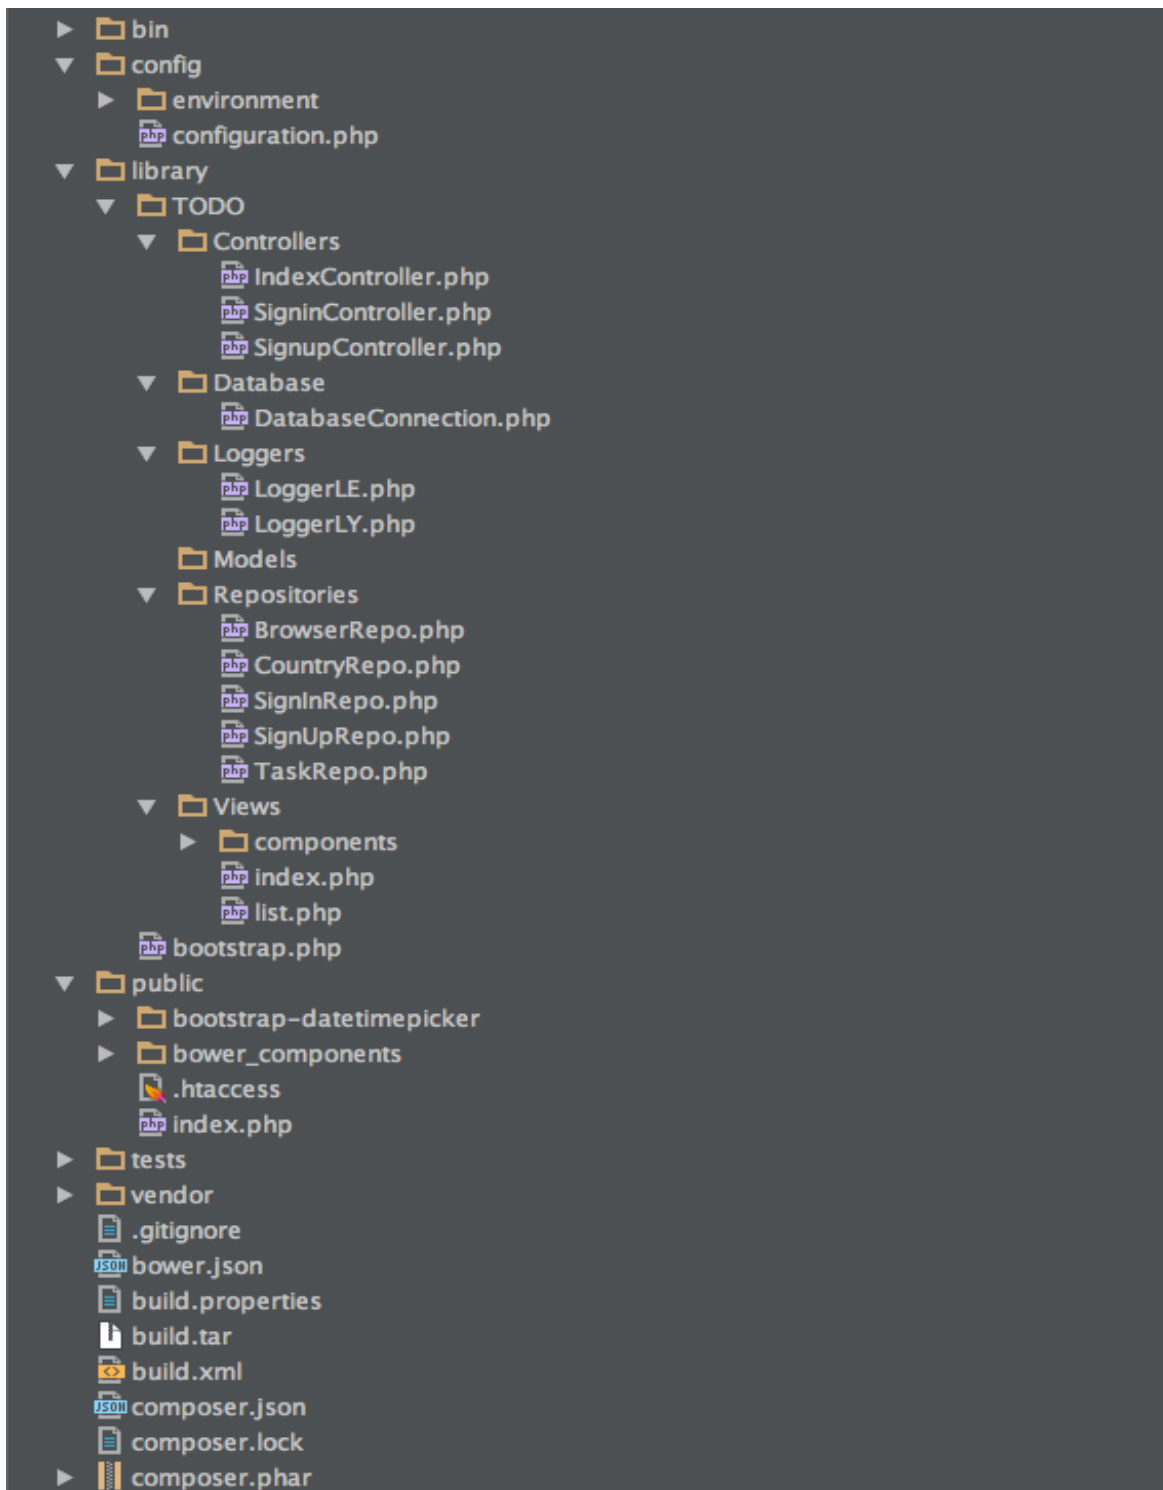 bin
config
environment
configuration.php
library
TODO
Controllers
IndexController.php
SigninController.php
SignupController.php
Database
DatabaseConnection.php
Loggers
LoggerLE.php
LoggerLY.php
Models
Repositories
BrowserRepo.php
CountryRepo.php
SignInRepo.php
SignUpRepo.php
TaskRepo.php
Views
components
index.php
list.php
bootstrap.php
public
bootstrap-datetimepicker
bower_components
.htaccess
index.php
tests
vendor
.gitignore
bower.json
build.properties
build.tar
build.xml
composer.json
composer.lock
composer.phar